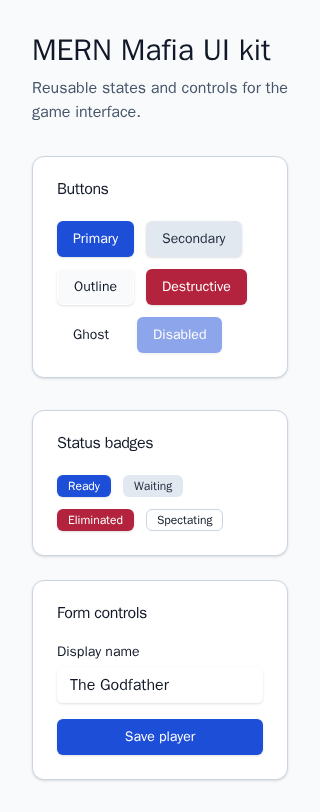 MERN Mafia UI kit
Reusable states and controls for the
game interface.
Buttons
Primary
Secondary
Outline
Destructive
Ghost
Disabled
Status badges
Ready
Waiting
Eliminated
Spectating
Form controls
Display name
The Godfather
Save player